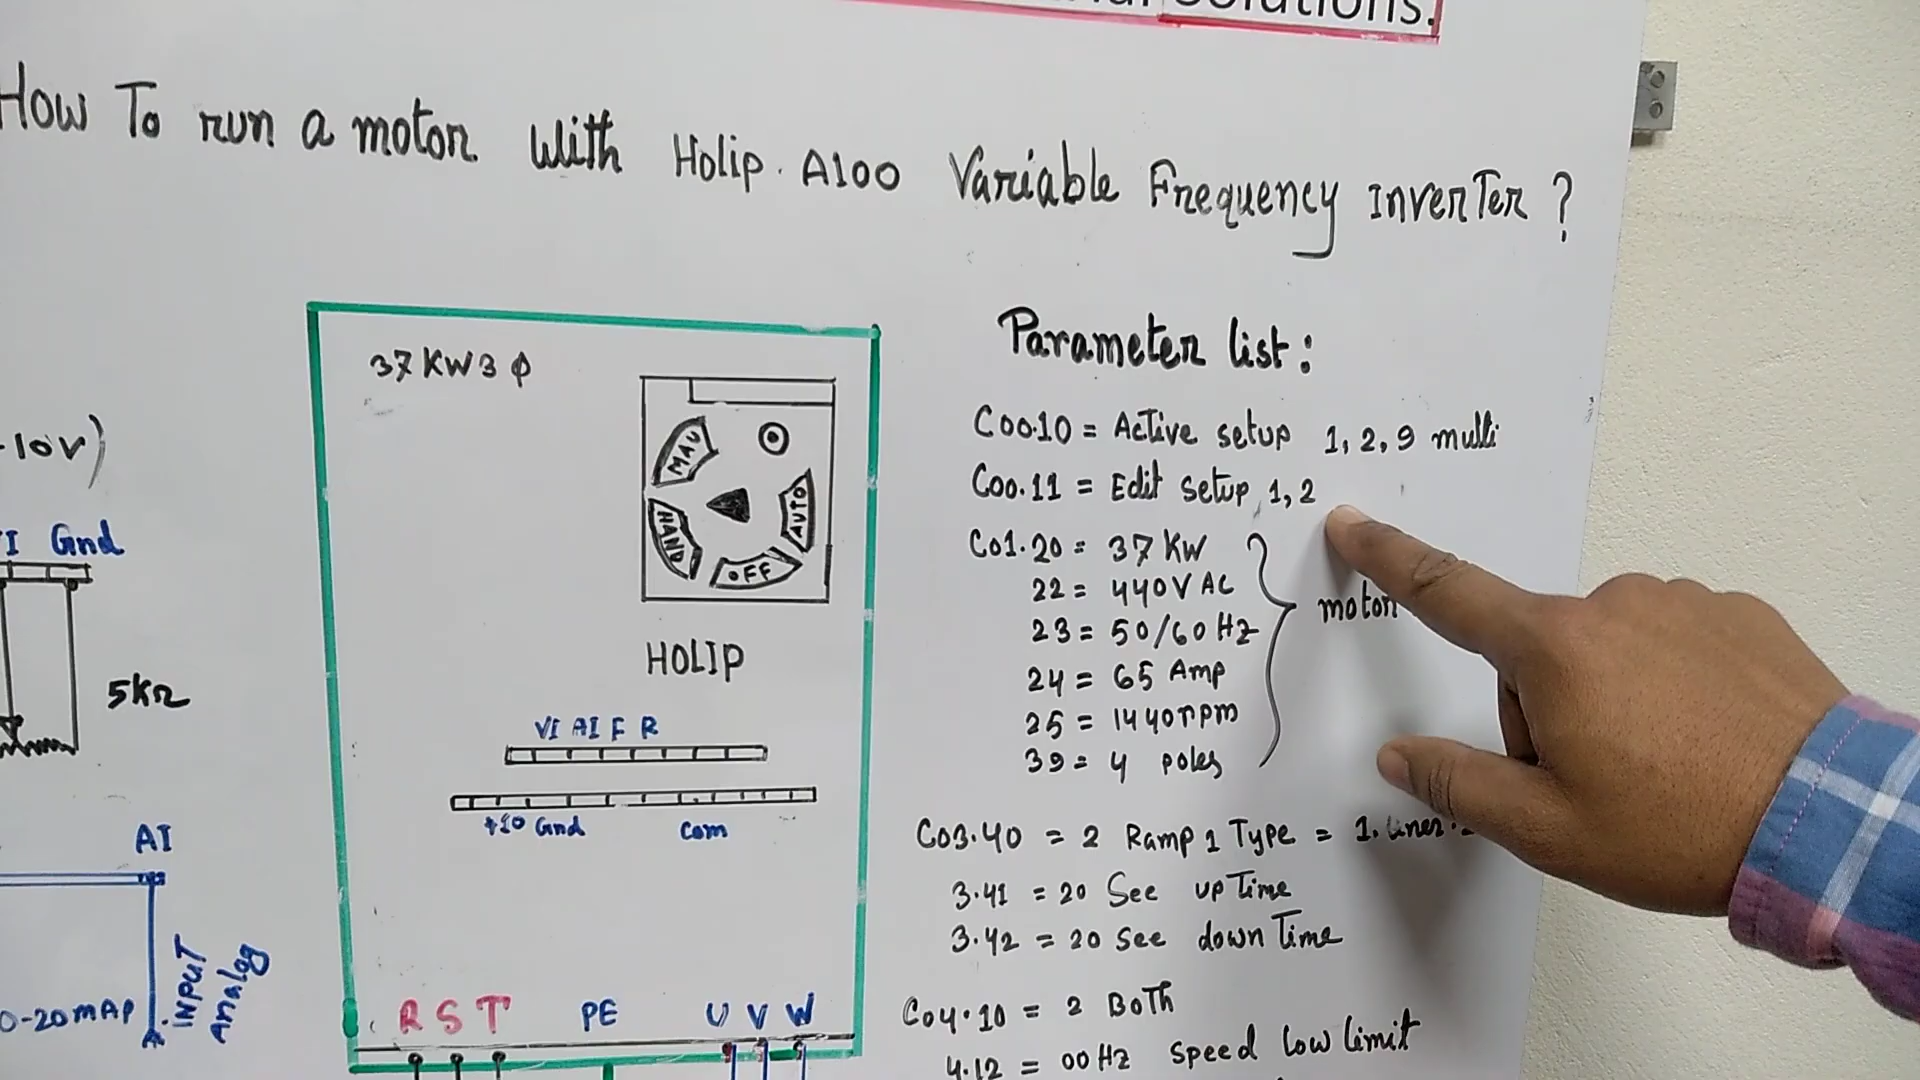 Solutions.
How To run a motor With Holip. A100 Variable Frequency InverTer ?
-10V)
I Gnd
5KΩ
AI
0-20mAP
INPUT
Analog
37 KW 3 φ
HAND
OFF
AUTO
HOLIP
VI AI F R
+10 Gnd Com
R S T PE U V W
Parameter list:
C00.10 = AcTive setup 1, 2, 9 multi
C00.11 = Edit setup 1, 2
C01.20 = 37 KW
22 = 440V AC
23 = 50/60 HZ
24 = 65 Amp
25 = 1440rpm
39 = 4 poles
motor
C03.40 = 2 Ramp 1 Type = 1. Liner.
3.41 = 20 See up Time
3.42 = 20 See down Time
C04.10 = 2 BoTh
4.12 = 00 HZ Speed Low limit